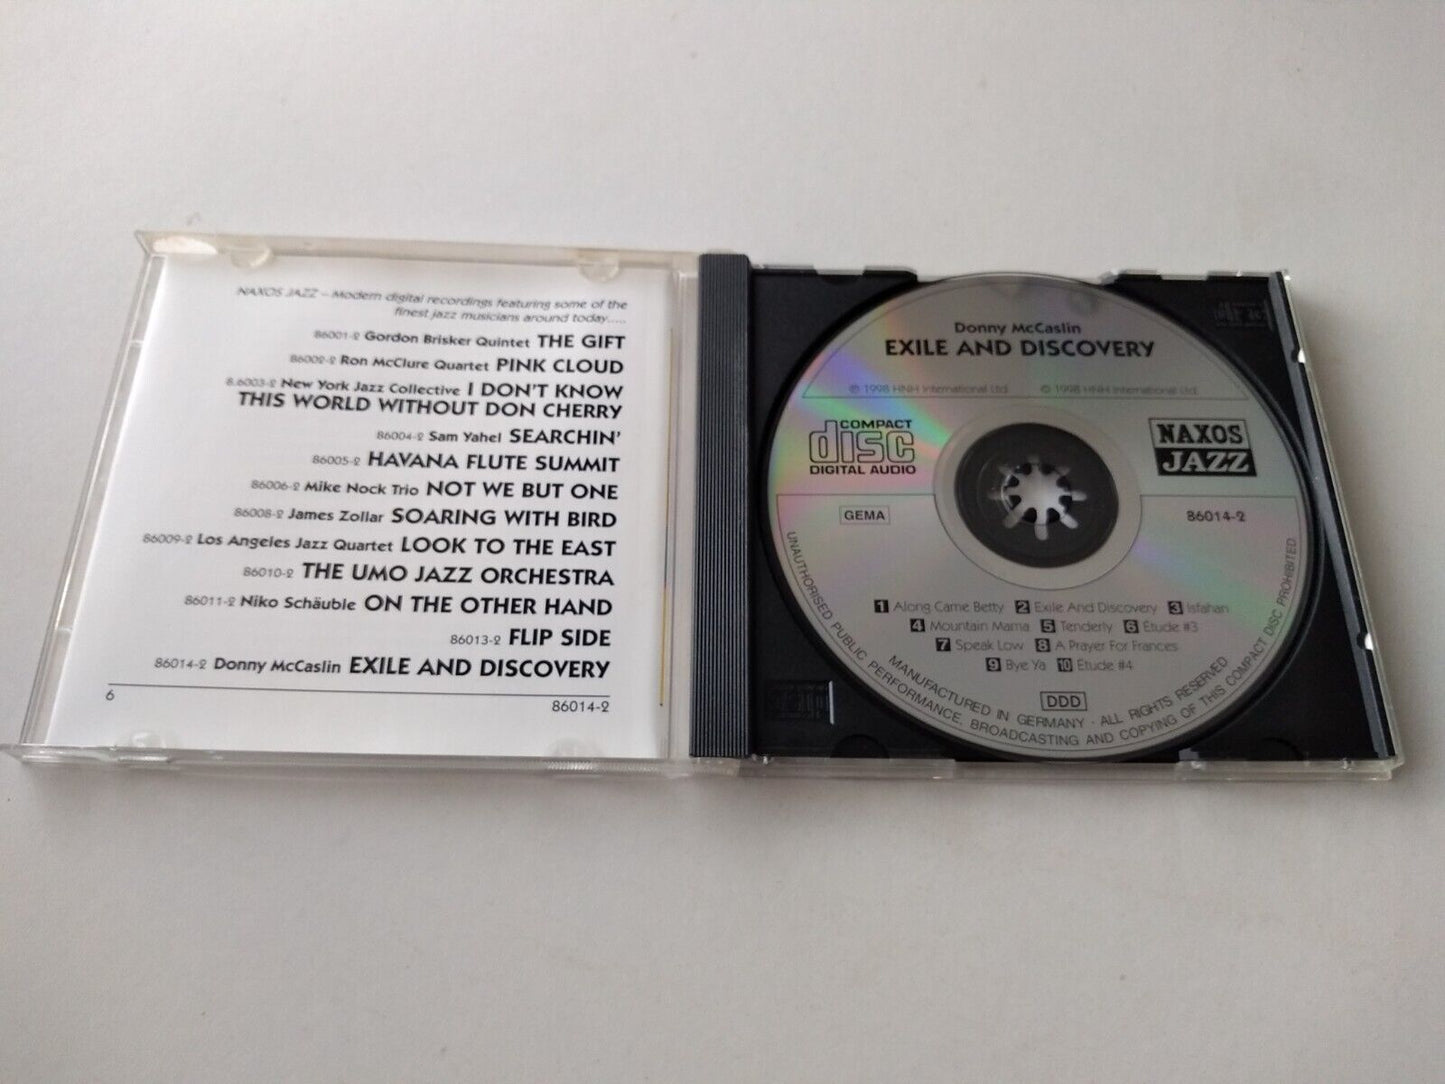 NAXOS JAZZ – Modern digital recordings featuring some of the
finest jazz musicians around today.....
86001-2 Gordon Brisker Quintet THE GIFT
86002-2 Ron McClure Quartet PINK CLOUD
8.6003-2 New York Jazz Collective I DON'T KNOW
THIS WORLD WITHOUT DON CHERRY
86004-2 Sam Yahel SEARCHIN'
86005-2 HAVANA FLUTE SUMMIT
86006-2 Mike Nock Trio NOT WE BUT ONE
86008-2 James Zollar SOARING WITH BIRD
86009-2 Los Angeles Jazz Quartet LOOK TO THE EAST
86010-2 THE UMO JAZZ ORCHESTRA
86011-2 Niko Schäuble ON THE OTHER HAND
86013-2 FLIP SIDE
86014-2 Donny McCaslin EXILE AND DISCOVERY
6
86014-2
Donny McCaslin
EXILE AND DISCOVERY
℗ 1998 HNH International Ltd. © 1998 HNH International Ltd.
COMPACT
disc
DIGITAL AUDIO
NAXOS
JAZZ
GEMA
86014-2
1 Along Came Betty 2 Exile And Discovery 3 Isfahan
4 Mountain Mama 5 Tenderly 6 Etude #3
7 Speak Low 8 A Prayer For Frances
9 Bye Ya 10 Etude #4
DDD
MANUFACTURED IN GERMANY · ALL RIGHTS RESERVED
UNAUTHORISED PUBLIC PERFORMANCE, BROADCASTING AND COPYING OF THIS COMPACT DISC PROHIBITED